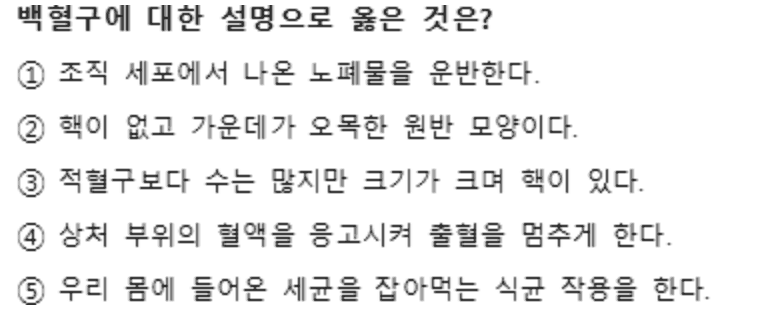 백혈구에 대한 설명으로 옳은 것은?
① 조직 세포에서 나온 노폐물을 운반한다.
② 핵이 없고 가운데가 오목한 원반 모양이다.
③ 적혈구보다 수는 많지만 크기가 크며 핵이 있다.
④ 상처 부위의 혈액을 응고시켜 출혈을 멈추게 한다.
⑤ 우리 몸에 들어온 세균을 잡아먹는 식균 작용을 한다.